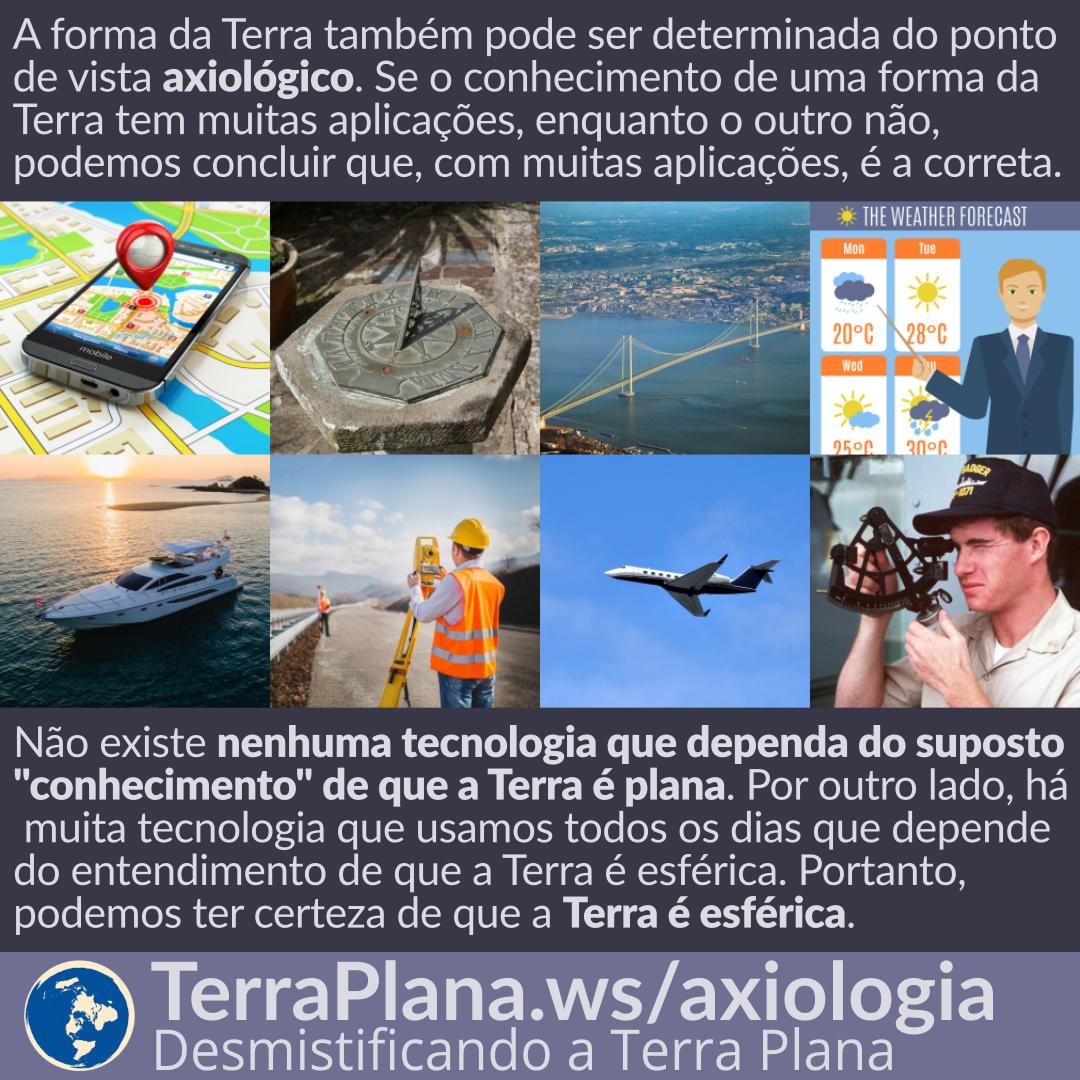 A forma da Terra também pode ser determinada do ponto
de vista axiológico. Se o conhecimento de uma forma da
Terra tem muitas aplicações, enquanto o outro não,
podemos concluir que, com muitas aplicações, é a correta.
THE WEATHER FORECAST
Mon
Tue
20°C
28°C
Wed
25°C
30°C
mobile
Não existe nenhuma tecnologia que dependa do suposto
"conhecimento" de que a Terra é plana. Por outro lado, há
muita tecnologia que usamos todos os dias que depende
do entendimento de que a Terra é esférica. Portanto,
podemos ter certeza de que a Terra é esférica.
TerraPlana.ws/axiologia
Desmistificando a Terra Plana